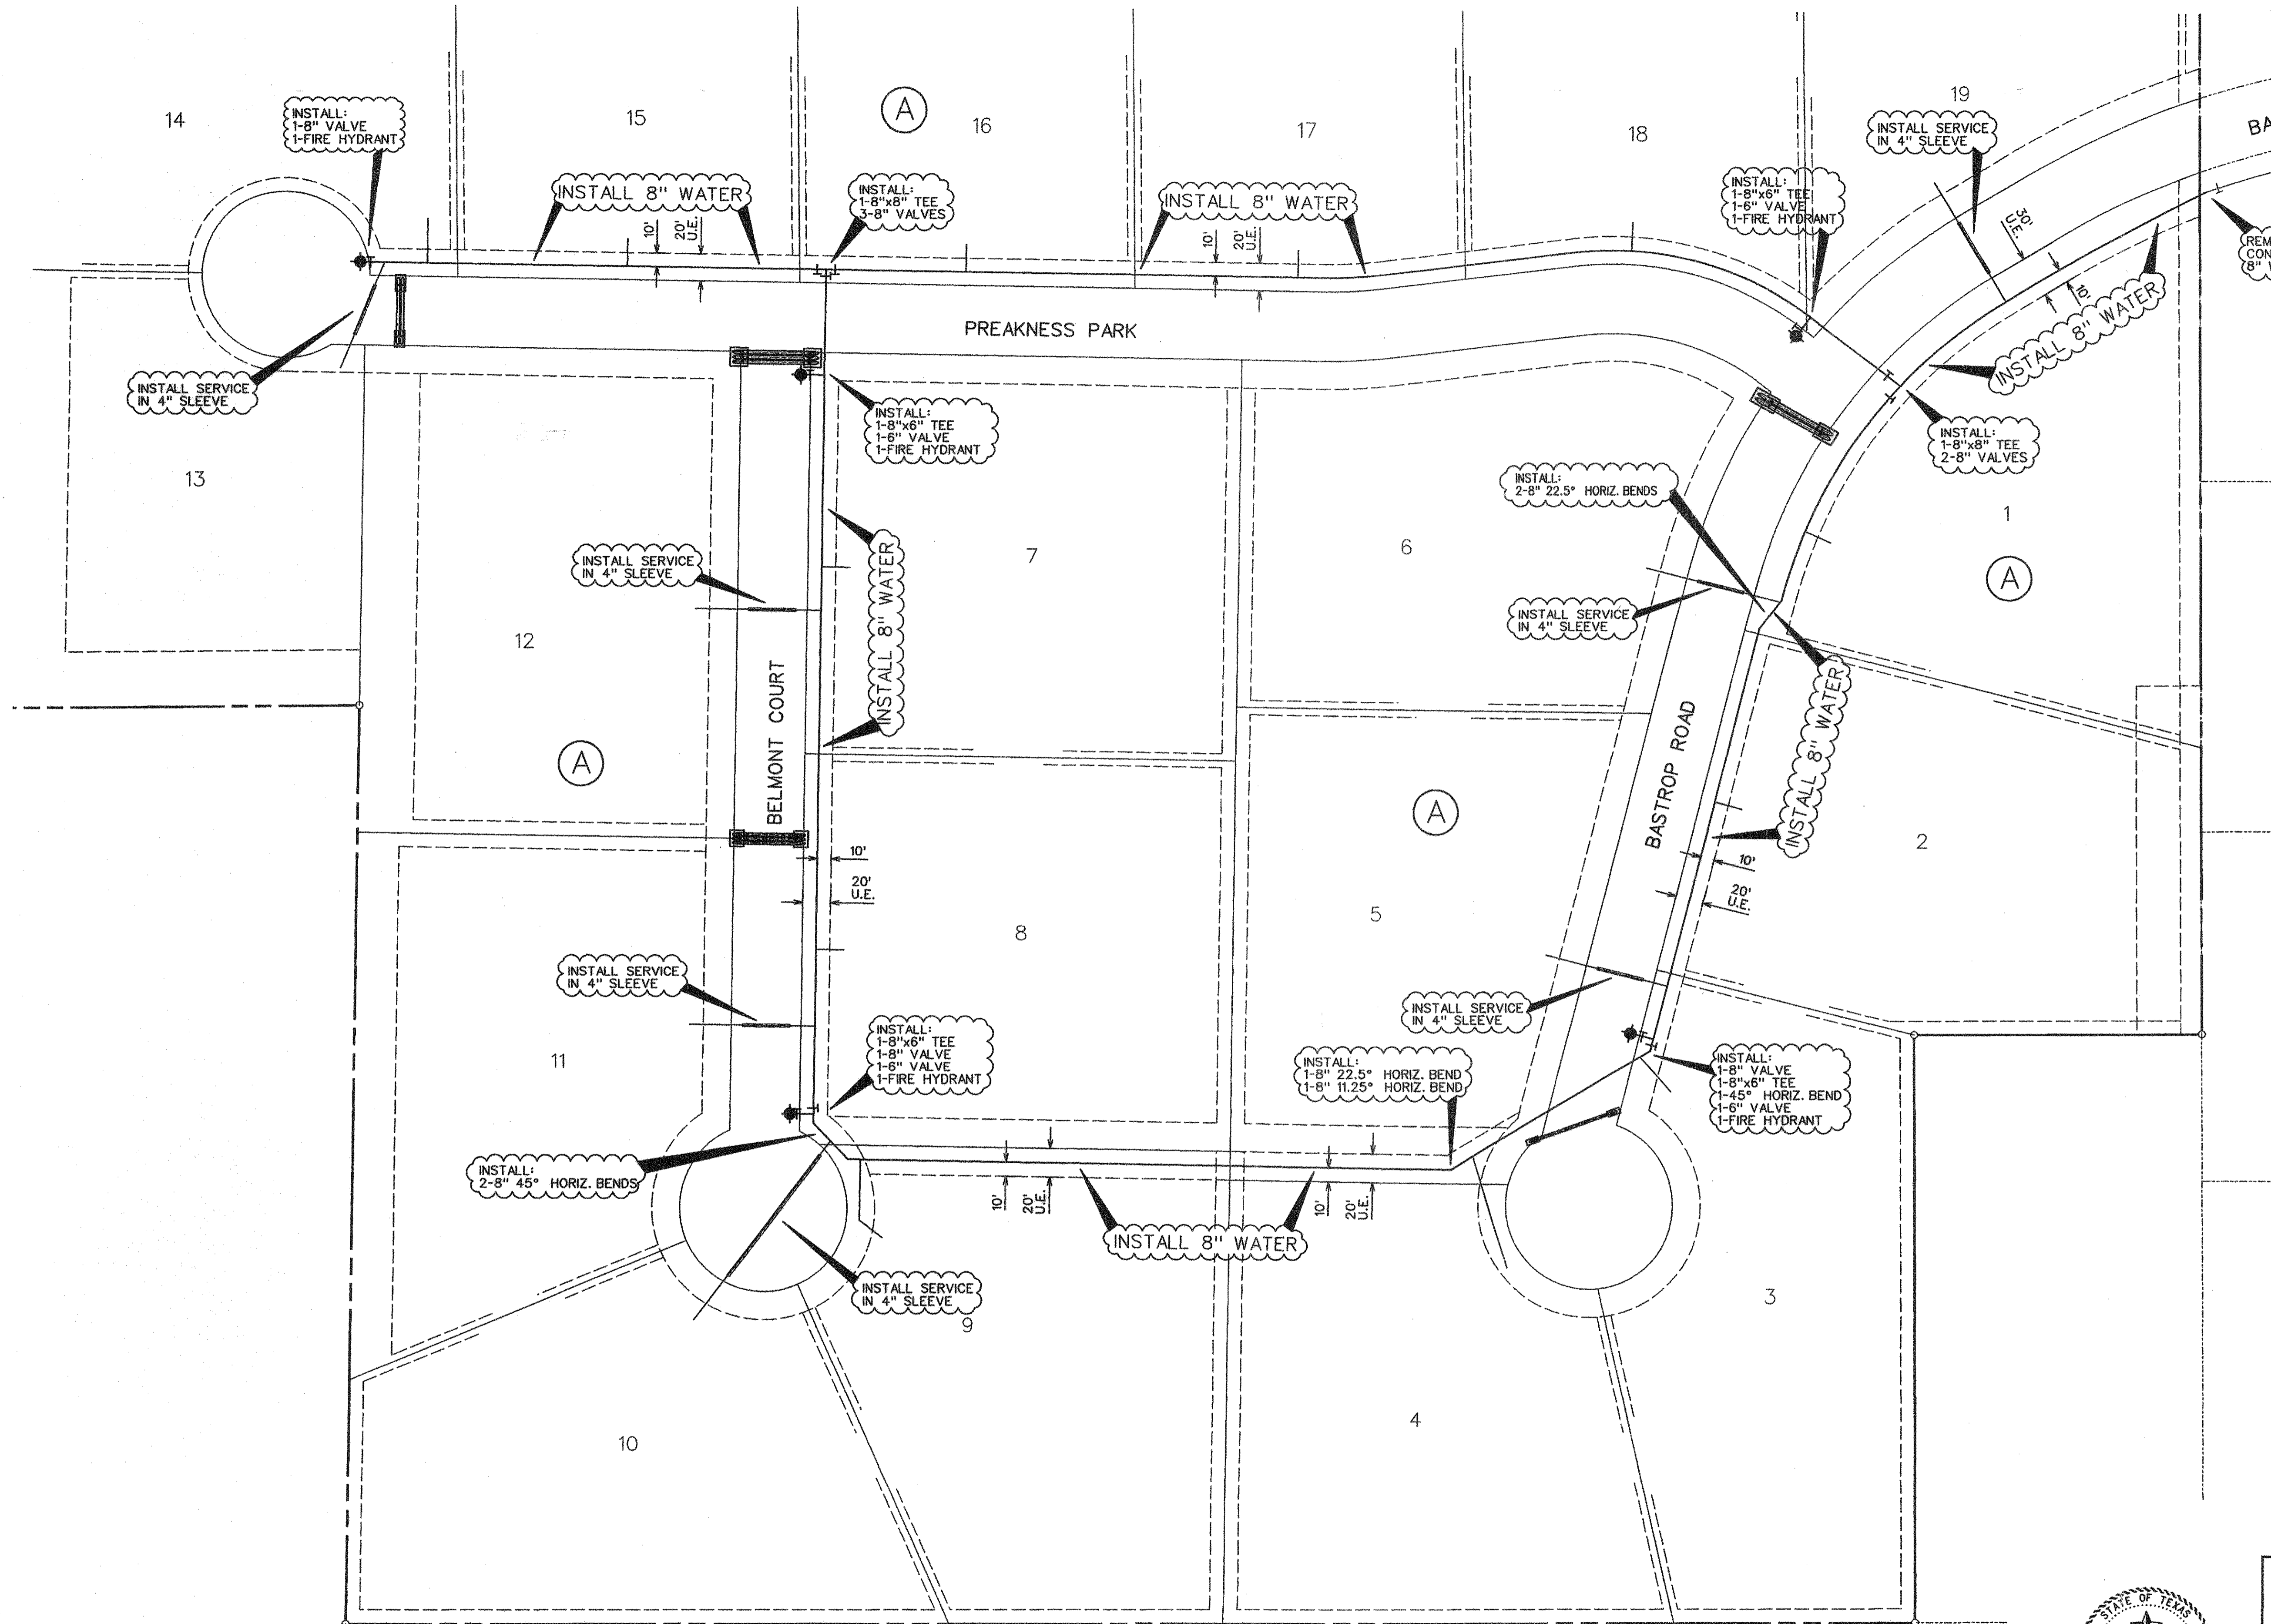 14
INSTALL:
1-8" VALVE
1-FIRE HYDRANT
15
A
16
17
18
19
INSTALL SERVICE
IN 4" SLEEVE
INSTALL 8" WATER
INSTALL:
1-8"x8" TEE
3-8" VALVES
INSTALL 8" WATER
INSTALL:
1-8"x6" TEE
1-6" VALVE
1-FIRE HYDRANT
10'
20'
U.E.
10'
20'
U.E.
30'
U.E.
10'
INSTALL 8" WATER
PREAKNESS PARK
INSTALL SERVICE
IN 4" SLEEVE
INSTALL:
1-8"x6" TEE
1-6" VALVE
1-FIRE HYDRANT
INSTALL:
1-8"x8" TEE
2-8" VALVES
13
INSTALL:
2-8" 22.5° HORIZ. BENDS
1
A
INSTALL SERVICE
IN 4" SLEEVE
7
6
INSTALL 8" WATER
INSTALL SERVICE
IN 4" SLEEVE
12
BELMONT COURT
BASTROP ROAD
INSTALL 8" WATER
A
A
2
10'
20'
U.E.
10'
20'
U.E.
8
5
INSTALL SERVICE
IN 4" SLEEVE
INSTALL SERVICE
IN 4" SLEEVE
11
INSTALL:
1-8"x6" TEE
1-8" VALVE
1-6" VALVE
1-FIRE HYDRANT
INSTALL:
1-8" 22.5° HORIZ. BEND
1-8" 11.25° HORIZ. BEND
INSTALL:
1-8" VALVE
1-8"x6" TEE
1-45° HORIZ. BEND
1-6" VALVE
1-FIRE HYDRANT
INSTALL:
2-8" 45° HORIZ. BENDS
10'
20'
U.E.
10'
20'
U.E.
INSTALL 8" WATER
INSTALL SERVICE
IN 4" SLEEVE
9
3
10
4
STATE OF TEXAS